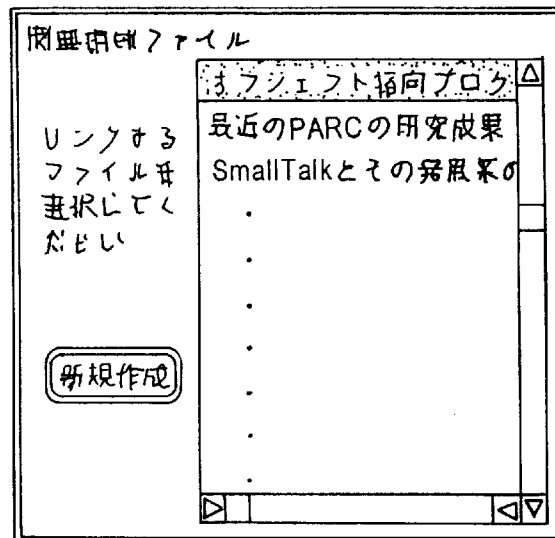 関連項目ファイル
オブジェクト指向プログ
リンクする
ファイルを
選択してく
ださい
最近のPARCの研究成果
SmallTalkとその発展系の
新規作成